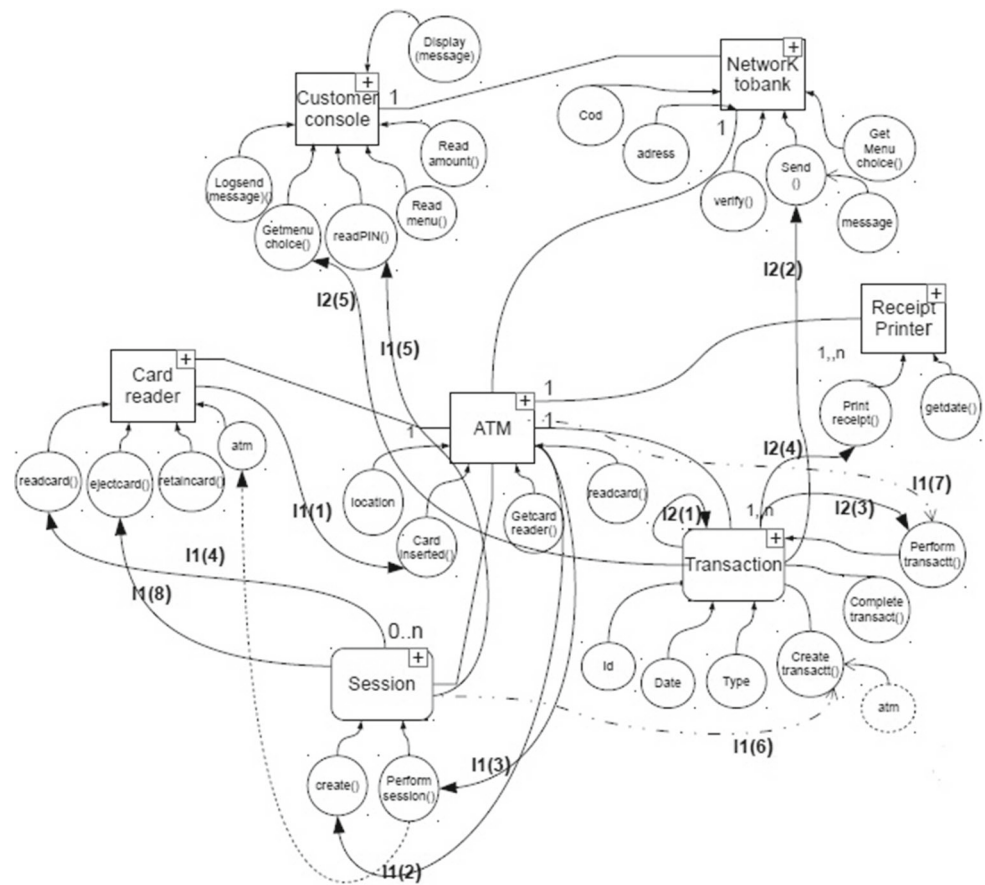 Display
(message)
+
Customer
console
1
Logsend
(message)()
Getmenu
choice()
readPIN()
Read
menu()
Read
amount()
+
Network
tobank
1
Cod
adress
verify()
Send
()
Get
Menu
choice()
message
I2(5)
I1(5)
I2(2)
+
Receipt
Printer
1,,n
Print
receipt()
getdate()
+
Card
reader
readcard()
ejectcard()
retaincard()
atm
+
ATM
1
1
1
location
Card
inserted()
Getcard
reader()
readcard()
I1(1)
I1(4)
I1(8)
I2(1)
I2(4)
I2(3)
I1(7)
1,.n
+
Transaction
Perform
transactt()
Complete
transact()
Create
transactt()
Id
Date
Type
atm
0..n
+
Session
create()
Perform
session()
I1(3)
I1(6)
I1(2)